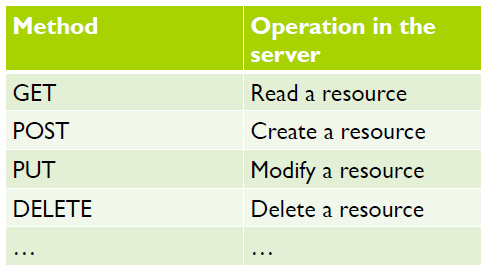 Method
Operation in the
server
GET
Read a resource
POST
Create a resource
PUT
Modify a resource
DELETE
Delete a resource
…
…